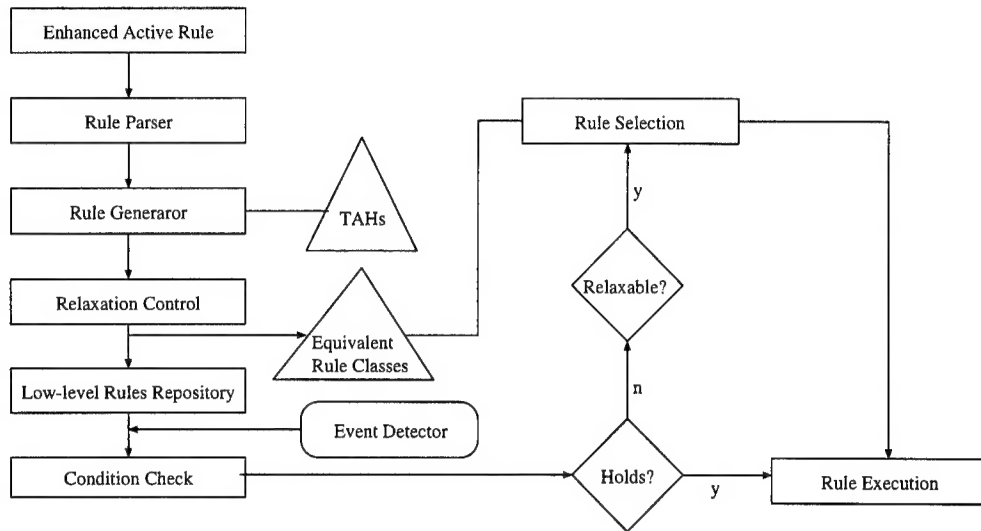 Enhanced Active Rule
Rule Parser
Rule Selection
Rule Generaror
TAHs
y
Relaxable?
Relaxation Control
Equivalent
Rule Classes
Low-level Rules Repository
n
Event Detector
Condition Check
Holds?
y
Rule Execution